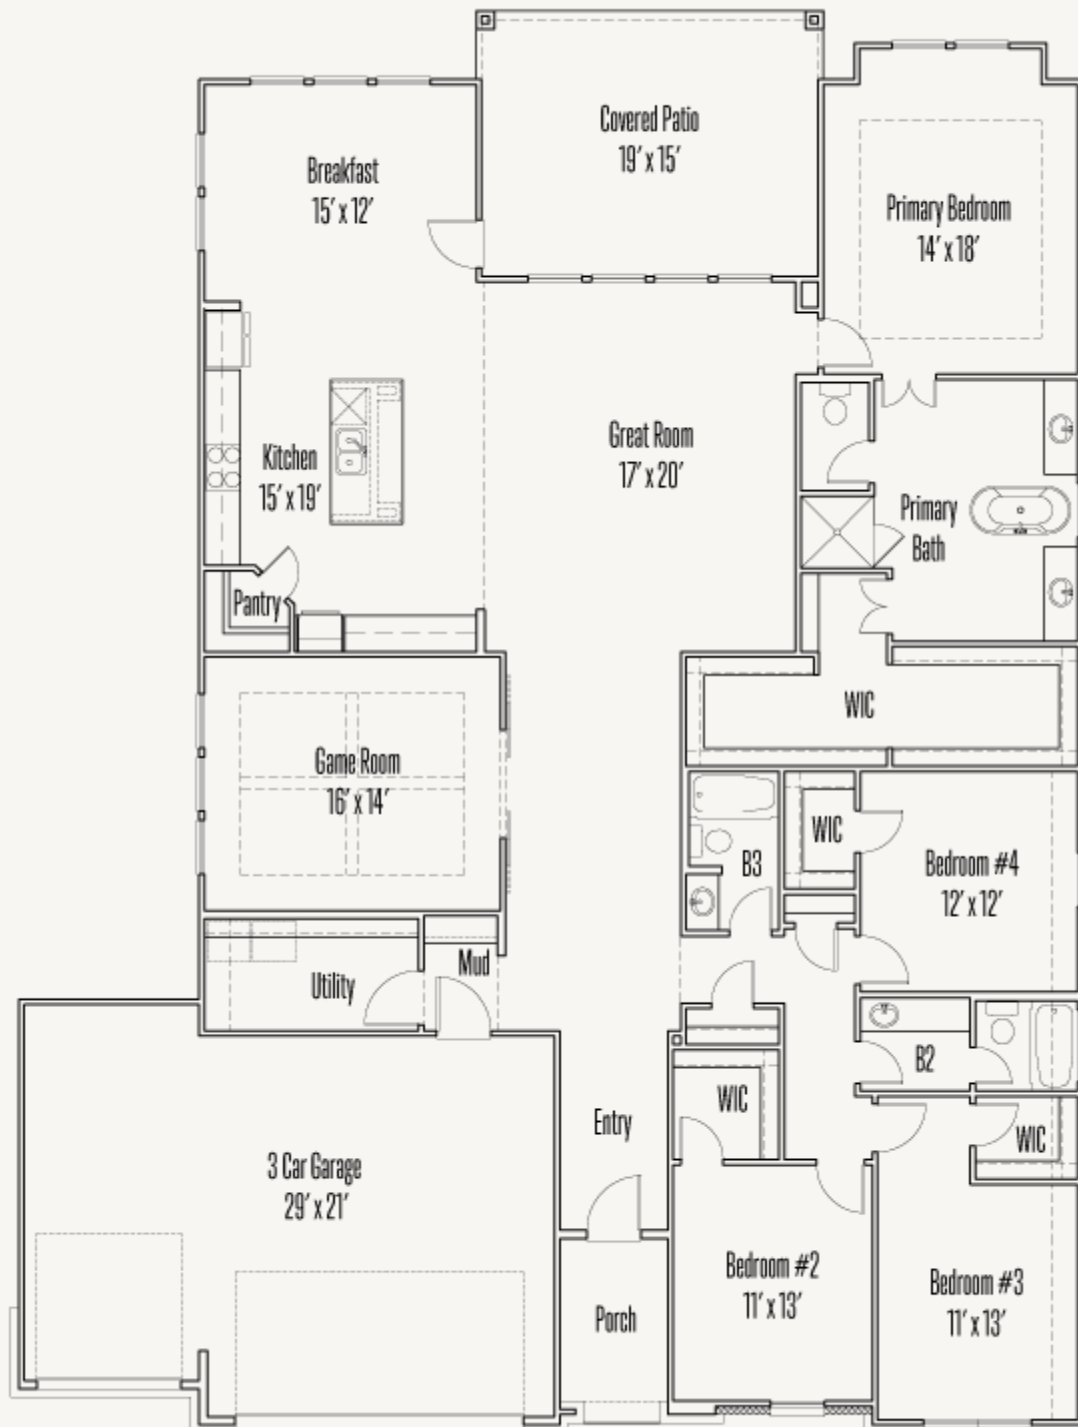 Covered Patio
19' x 15'
Breakfast
15' x 12'
Primary Bedroom
14' x 18'
Great Room
17' x 20'
Kitchen
15' x 19'
Primary
Bath
Pantry
WIC
Game Room
16' x 14'
WIC
B3
Bedroom #4
12' x 12'
Mud
Utility
B2
WIC
Entry
WIC
3 Car Garage
29' x 21'
Bedroom #2
11' x 13'
Bedroom #3
11' x 13'
Porch